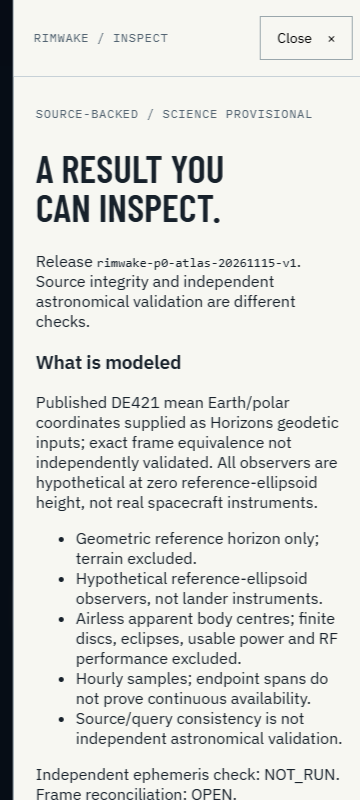 RIMWAKE / INSPECT
Close ×
SOURCE-BACKED / SCIENCE PROVISIONAL
A RESULT YOU
CAN INSPECT.
Release rimwake-p0-atlas-20261115-v1.
Source integrity and independent
astronomical validation are different
checks.
What is modeled
Published DE421 mean Earth/polar
coordinates supplied as Horizons geodetic
inputs; exact frame equivalence not
independently validated. All observers are
hypothetical at zero reference-ellipsoid
height, not real spacecraft instruments.
• Geometric reference horizon only;
terrain excluded.
• Hypothetical reference-ellipsoid
observers, not lander instruments.
• Airless apparent body centres; finite
discs, eclipses, usable power and RF
performance excluded.
• Hourly samples; endpoint spans do
not prove continuous availability.
• Source/query consistency is not
independent astronomical validation.
Independent ephemeris check: NOT_RUN.
Frame reconciliation: OPEN.